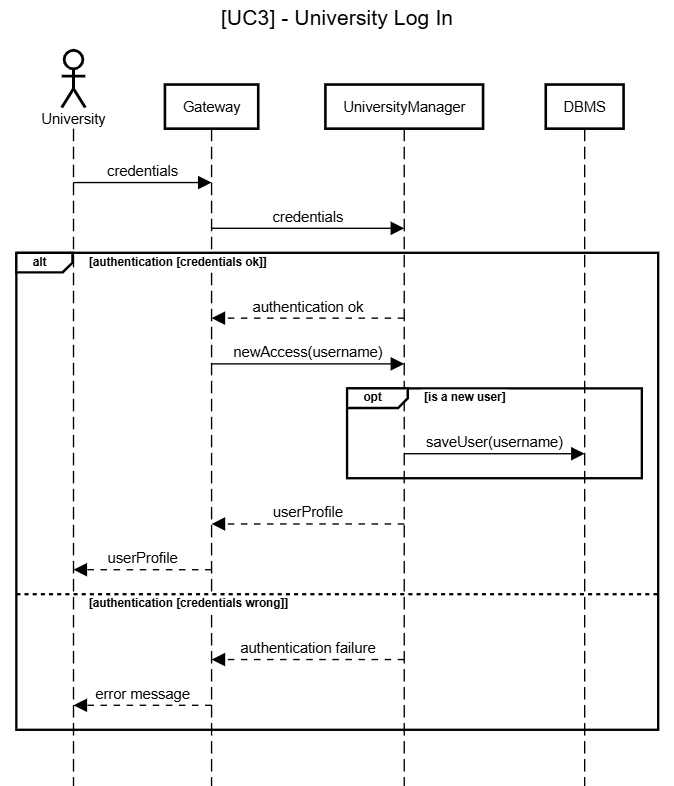 [UC3] - University Log In
University
Gateway
UniversityManager
DBMS
credentials
credentials
alt
[authentication [credentials ok]]
authentication ok
newAccess(username)
opt
[is a new user]
saveUser(username)
userProfile
userProfile
[authentication [credentials wrong]]
authentication failure
error message